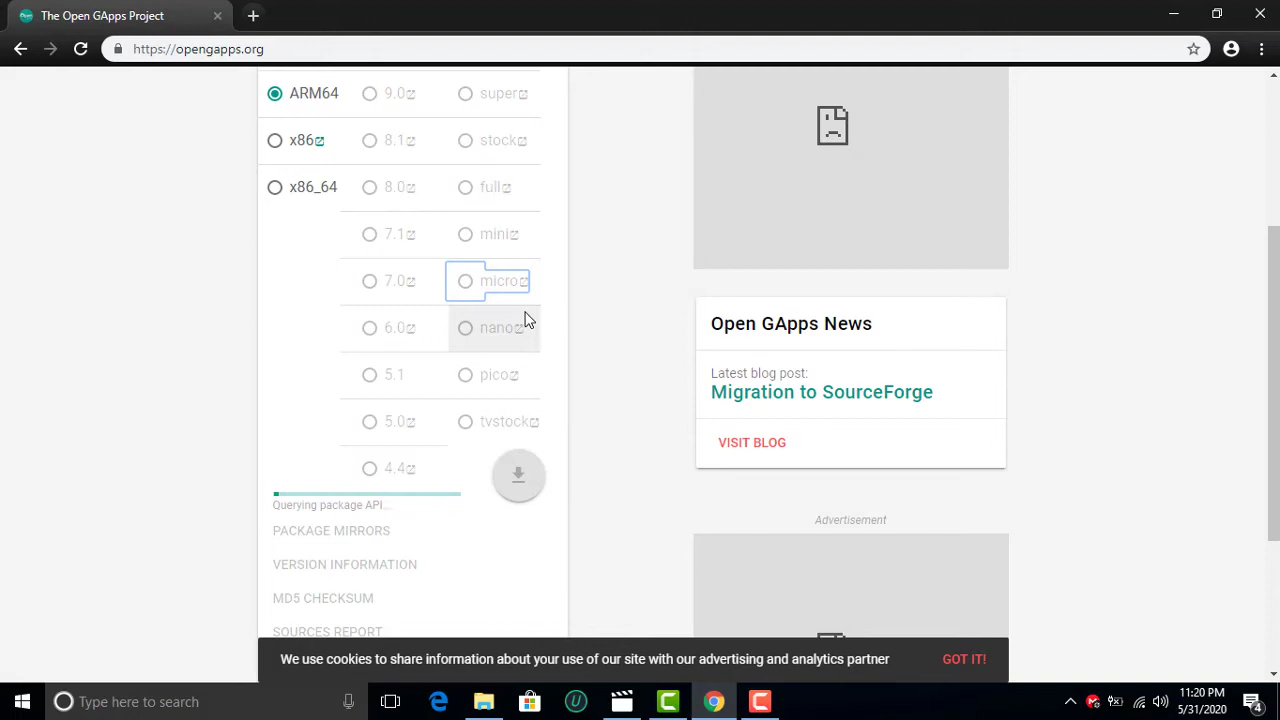 The Open GApps Project
https://opengapps.org
ARM64 9.0 super
x86 8.1 stock
x86_64 8.0 full
7.1 mini
7.0 micro
6.0 nano
5.1 pico
5.0 tvstock
4.4
Querying package API...
PACKAGE MIRRORS
VERSION INFORMATION
MD5 CHECKSUM
SOURCES REPORT
Open GApps News
Latest blog post:
Migration to SourceForge
VISIT BLOG
Advertisement
We use cookies to share information about your use of our site with our advertising and analytics partner GOT IT!
Type here to search
11:20 PM
5/31/2020
4